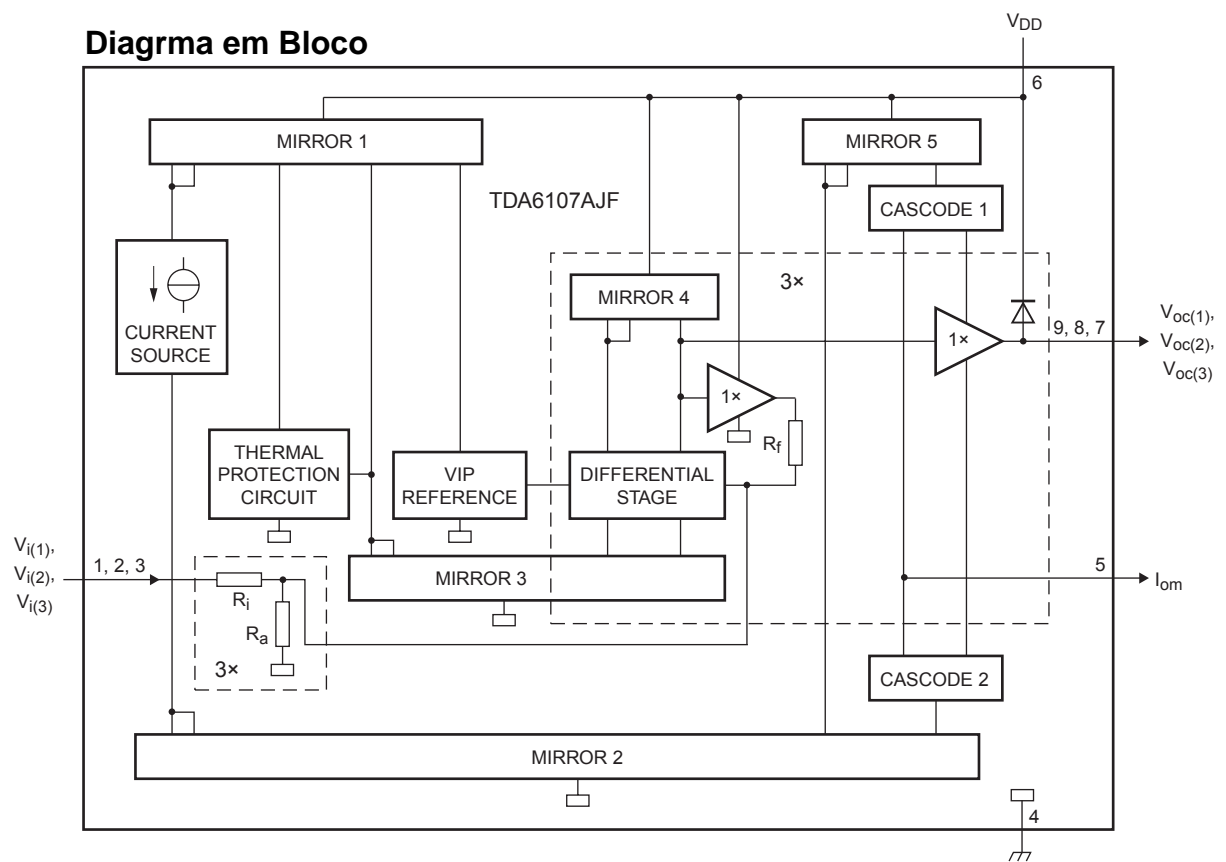 Diagrma em Bloco
VDD
6
MIRROR 1
MIRROR 5
TDA6107AJF
CASCODE 1
3×
MIRROR 4
CURRENT
SOURCE
1×
9, 8, 7
Voc(1),
Voc(2),
Voc(3)
1×
Rf
THERMAL
PROTECTION
CIRCUIT
VIP
REFERENCE
DIFFERENTIAL
STAGE
Vi(1),
Vi(2),
Vi(3)
1, 2, 3
MIRROR 3
5
Iom
Ri
Ra
3×
CASCODE 2
MIRROR 2
4